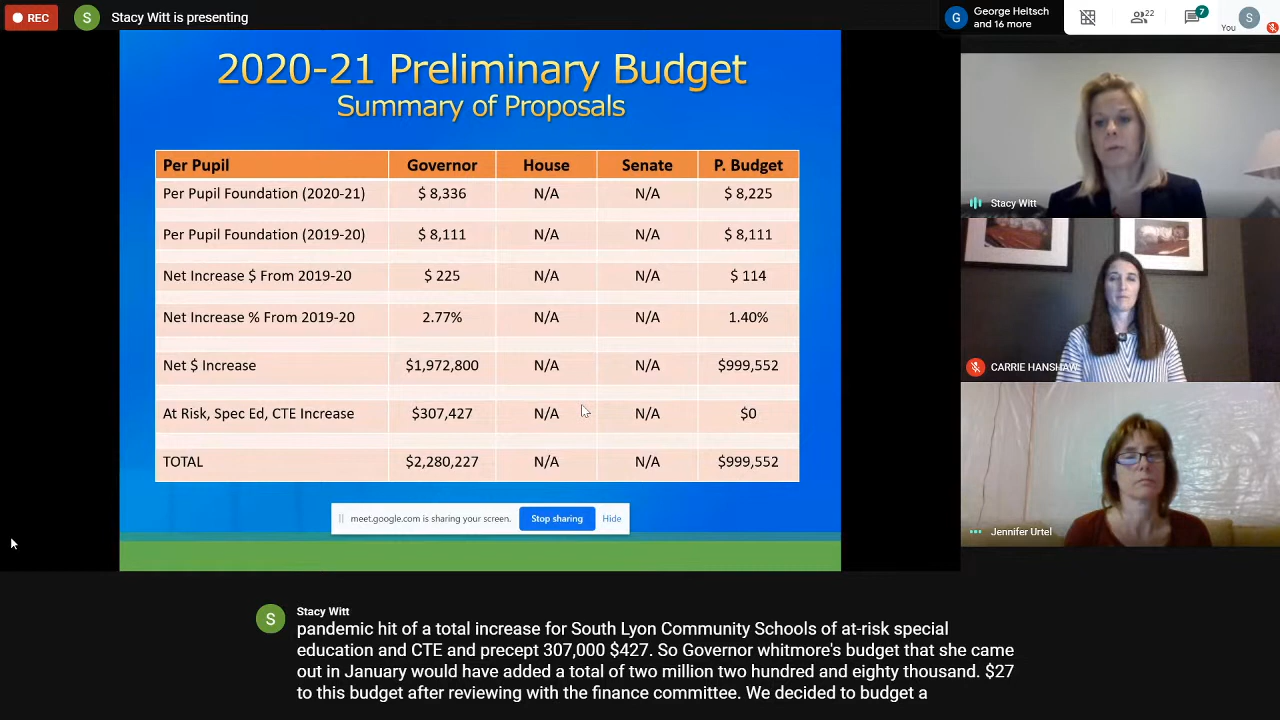 REC
S
Stacy Witt is presenting
G
George Heitsch
and 16 more
22
7
S
You
2020-21 Preliminary Budget
Summary of Proposals
Per Pupil Governor House Senate P. Budget
Per Pupil Foundation (2020-21) $ 8,336 N/A N/A $ 8,225
Per Pupil Foundation (2019-20) $ 8,111 N/A N/A $ 8,111
Net Increase $ From 2019-20 $ 225 N/A N/A $ 114
Net Increase % From 2019-20 2.77% N/A N/A 1.40%
Net $ Increase $1,972,800 N/A N/A $999,552
At Risk, Spec Ed, CTE Increase $307,427 N/A N/A $0
TOTAL $2,280,227 N/A N/A $999,552
meet.google.com is sharing your screen. Stop sharing Hide
Stacy Witt
CARRIE HANSHAW
Jennifer Urtel
S
Stacy Witt
pandemic hit of a total increase for South Lyon Community Schools of at-risk special
education and CTE and precept 307,000 $427. So Governor whitmore's budget that she came
out in January would have added a total of two million two hundred and eighty thousand. $27
to this budget after reviewing with the finance committee. We decided to budget a